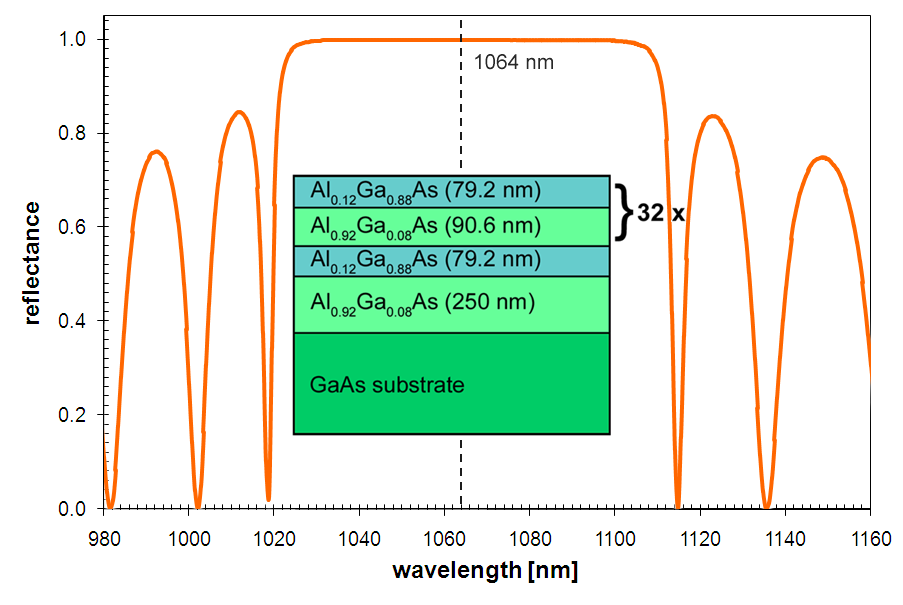 1.0
0.8
0.6
0.4
0.2
0.0
reflectance
1064 nm
Al0.12Ga0.88As (79.2 nm)
Al0.92Ga0.08As (90.6 nm)
32 x
Al0.12Ga0.88As (79.2 nm)
Al0.92Ga0.08As (250 nm)
GaAs substrate
980 1000 1020 1040 1060 1080 1100 1120 1140 1160
wavelength [nm]